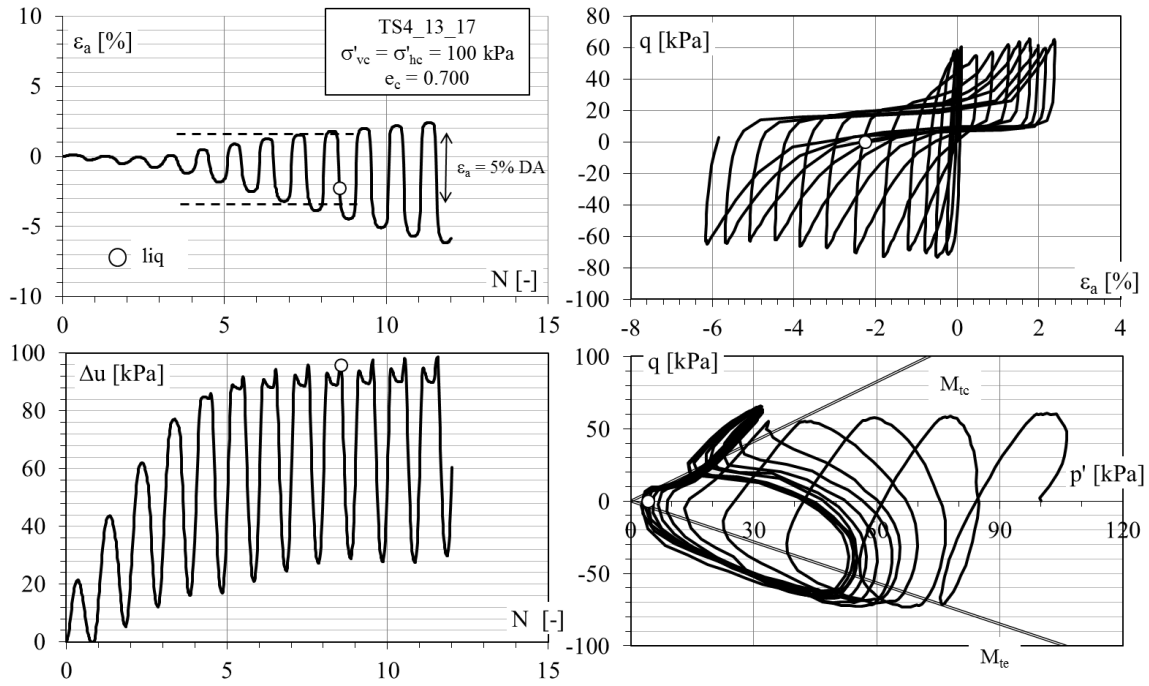 10
5
0
-5
-10
εa [%]
TS4_13_17
σ'vc = σ'hc = 100 kPa
ec = 0.700
εa = 5% DA
liq
N [-]
0 5 10 15
80
60
40
20
0
-20
-40
-60
-80
-100
q [kPa]
εa [%]
-8 -6 -4 -2 0 2 4
100
80
60
40
20
0
Δu [kPa]
N [-]
0 5 10 15
100
50
0
-50
-100
q [kPa]
Mtc
p' [kPa]
0 30 60 90 120
Mte